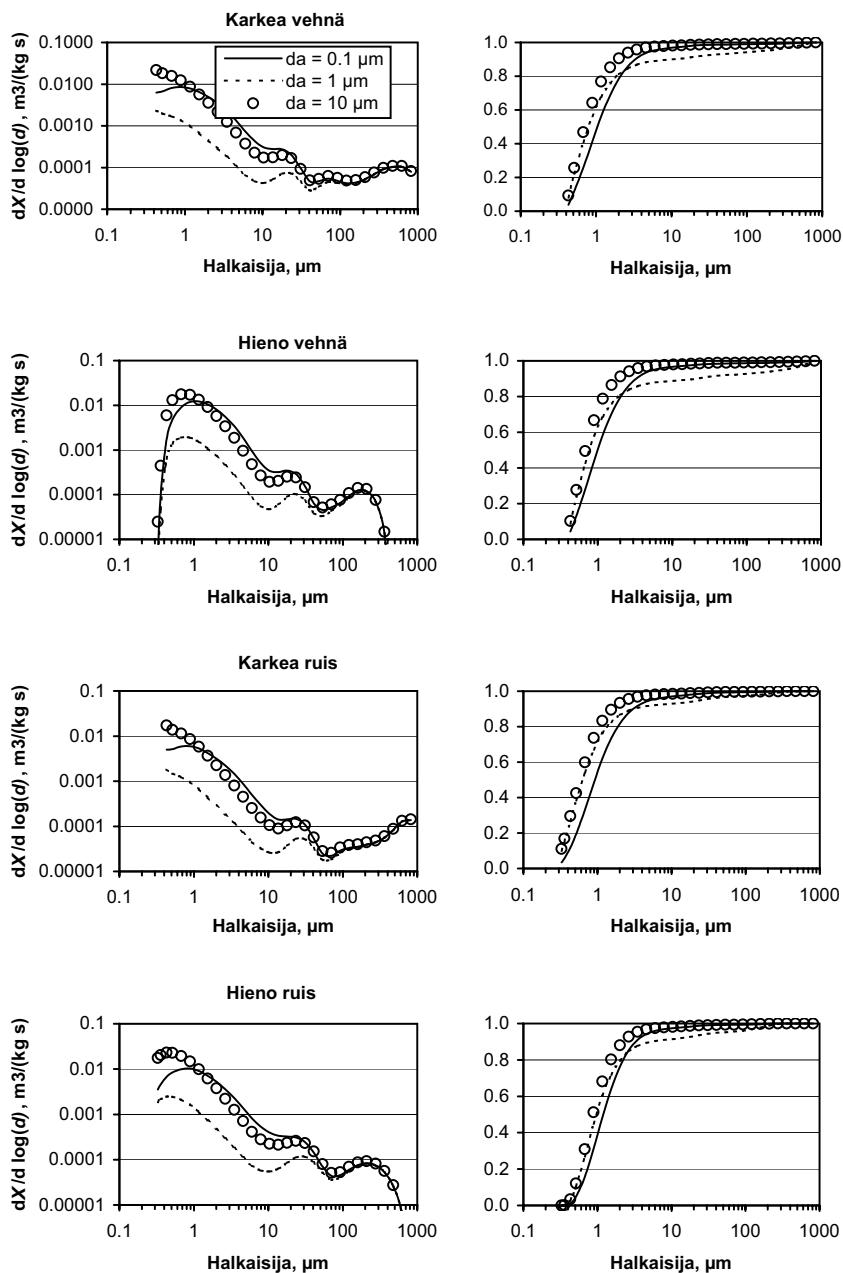 Karkea vehnä
dX/d log(d) , m3/(kg s)
0.1000
0.0100
0.0010
0.0001
0.0000
da = 0.1 µm
da = 1 µm
da = 10 µm
0.1 1 10 100 1000
Halkaisija, µm
1.0
0.8
0.6
0.4
0.2
0.0
0.1 1 10 100 1000
Halkaisija, µm
Hieno vehnä
dX/d log(d) , m3/(kg s)
0.1
0.01
0.001
0.0001
0.00001
0.1 1 10 100 1000
Halkaisija, µm
1.0
0.8
0.6
0.4
0.2
0.0
0.1 1 10 100 1000
Halkaisija, µm
Karkea ruis
dX/d log(d) , m3/(kg s)
0.1
0.01
0.001
0.0001
0.00001
0.1 1 10 100 1000
Halkaisija, µm
1.0
0.8
0.6
0.4
0.2
0.0
0.1 1 10 100 1000
Halkaisija, µm
Hieno ruis
dX/d log(d) , m3/(kg s)
0.1
0.01
0.001
0.0001
0.00001
0.1 1 10 100 1000
Halkaisija, µm
1.0
0.8
0.6
0.4
0.2
0.0
0.1 1 10 100 1000
Halkaisija, µm